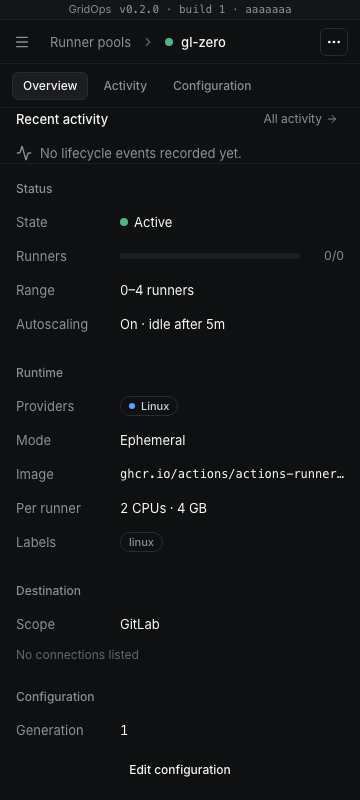 GridOps v0.2.0 · build 1 · aaaaaaa
Runner pools > gl-zero
Overview Activity Configuration
Recent activity All activity →
No lifecycle events recorded yet.
Status
State Active
Runners 0/0
Range 0–4 runners
Autoscaling On · idle after 5m
Runtime
Providers Linux
Mode Ephemeral
Image ghcr.io/actions/actions-runner…
Per runner 2 CPUs · 4 GB
Labels linux
Destination
Scope GitLab
No connections listed
Configuration
Generation 1
Edit configuration